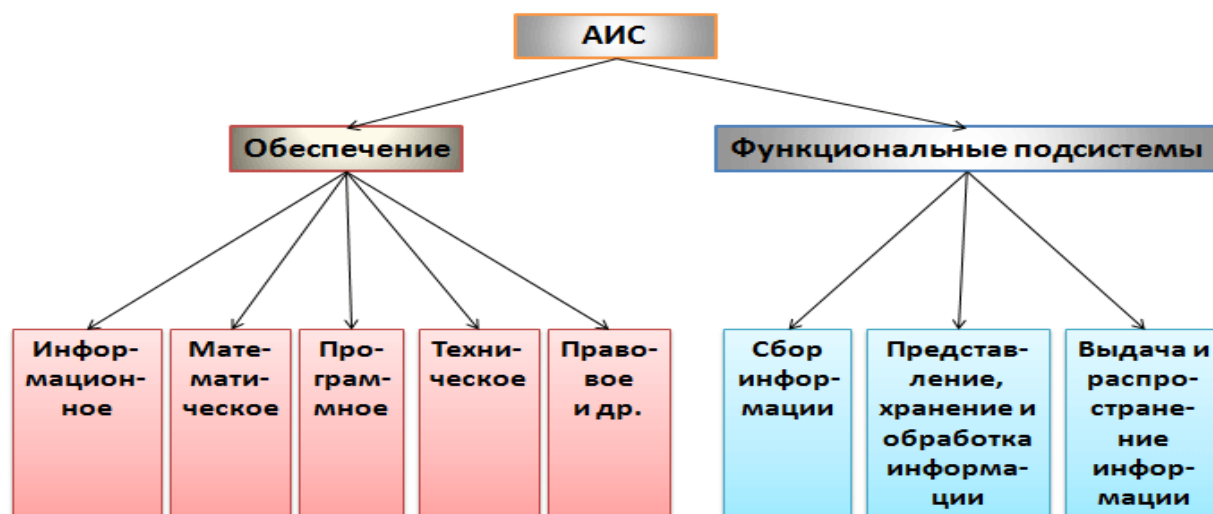 АИС
Обеспечение
Функциональные подсистемы
Инфор-
мацион-
ное
Мате-
мати-
ческое
Про-
грам-
мное
Техни-
ческое
Право-
вое
и др.
Сбор
инфор-
мации
Представ-
ление,
хранение и
обработка
информа-
ции
Выдача и
распро-
стране-
ние
инфор-
мации